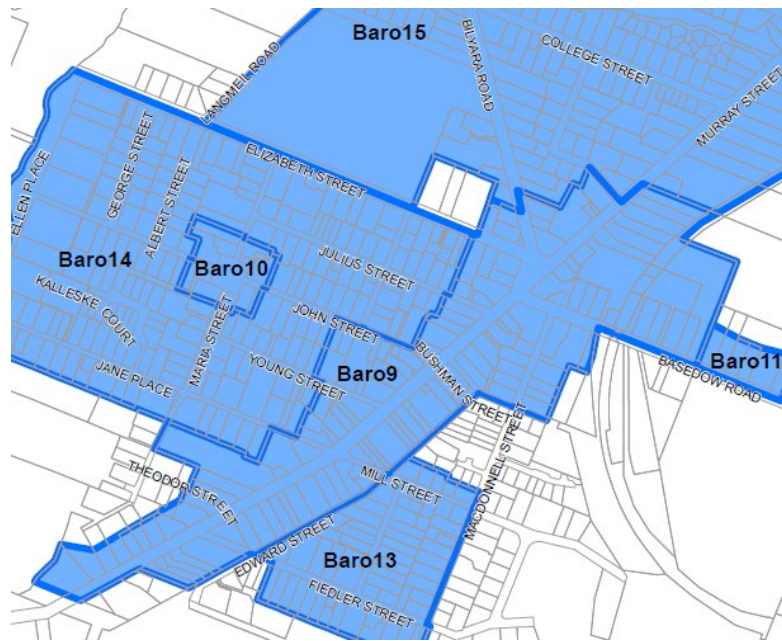 Baro15
BILYARA ROAD
COLLEGE STREET
LANGMEIL ROAD
MURRAY STREET
GEORGE STREET
ELIZABETH STREET
ELLEN PLACE
ALBERT STREET
Baro14
Baro10
JULIUS STREET
KALLESKE COURT
MARIA STREET
JOHN STREET
BUSHMAN STREET
Baro11
BASEDOW ROAD
JANE PLACE
YOUNG STREET
Baro9
THEODOR STREET
MILL STREET
MACDONNELL STREET
EDWARD STREET
Baro13
FIEDLER STREET